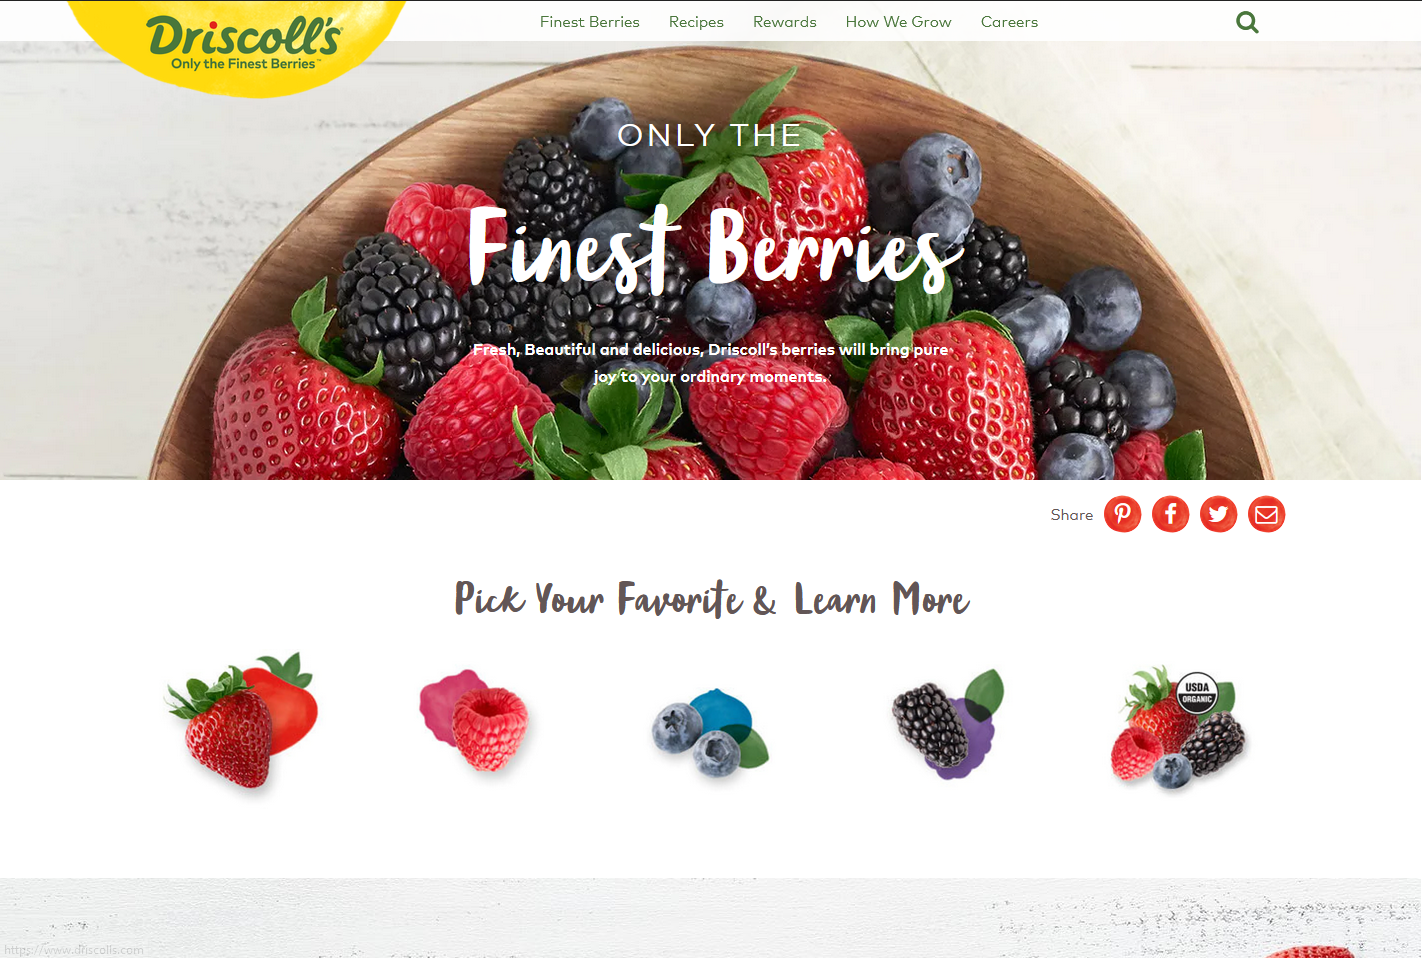 Driscoll's
Only the Finest Berries™
Finest Berries
Recipes
Rewards
How We Grow
Careers
ONLY THE
Finest Berries
Fresh, Beautiful and delicious, Driscoll's berries will bring pure
joy to your ordinary moments.
Share
Pick Your Favorite & Learn More
USDA
ORGANIC
https://www.driscolls.com